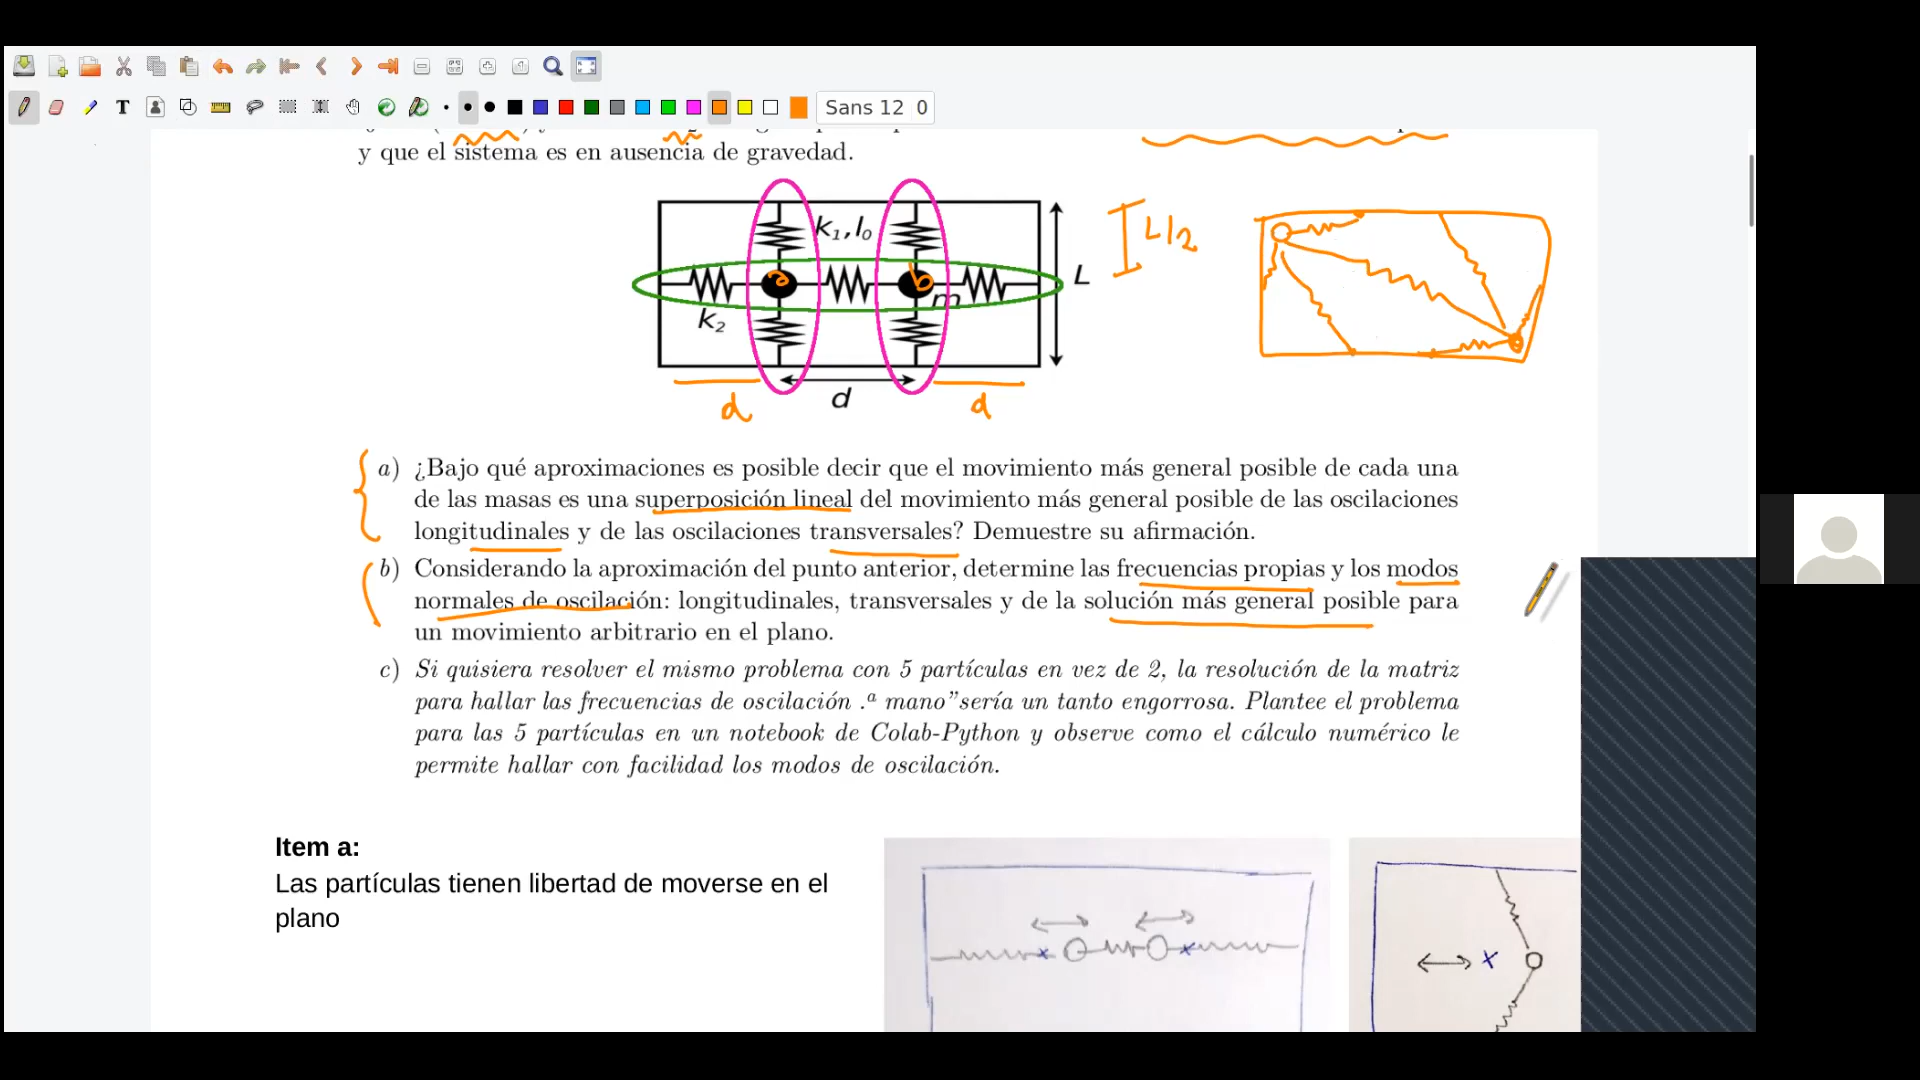 Sans 12 0
y que el sistema es en ausencia de gravedad.
k₁, l₀
L/2
a
b
m
L
k₂
d
d
d
a) ¿Bajo qué aproximaciones es posible decir que el movimiento más general posible de cada una
de las masas es una superposición lineal del movimiento más general posible de las oscilaciones
longitudinales y de las oscilaciones transversales? Demuestre su afirmación.
b) Considerando la aproximación del punto anterior, determine las frecuencias propias y los modos
normales de oscilación: longitudinales, transversales y de la solución más general posible para
un movimiento arbitrario en el plano.
c) Si quisiera resolver el mismo problema con 5 partículas en vez de 2, la resolución de la matriz
para hallar las frecuencias de oscilación .ª mano”sería un tanto engorrosa. Plantee el problema
para las 5 partículas en un notebook de Colab-Python y observe como el cálculo numérico le
permite hallar con facilidad los modos de oscilación.
Item a:
Las partículas tienen libertad de moverse en el
plano
x
x
x